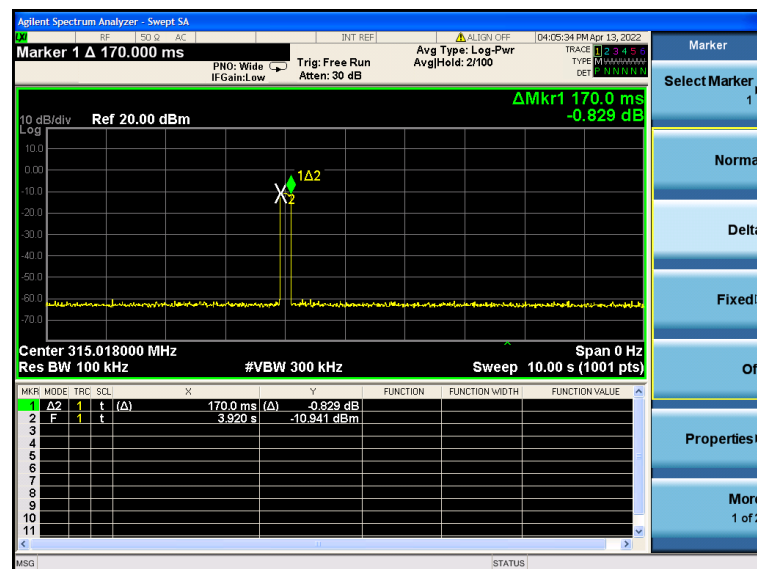 Agilent Spectrum Analyzer - Swept SA
LXI RF 50 Ω AC INT REF ALIGN OFF 04:05:34 PM Apr 13, 2022
Marker 1 Δ 170.000 ms
PNO: Wide
IFGain:Low
Trig: Free Run
Atten: 30 dB
Avg Type: Log-Pwr
Avg|Hold: 2/100
TRACE 1 2 3 4 5 6
TYPE M WWWWW
DET P N N N N N
ΔMkr1 170.0 ms
-0.829 dB
10 dB/div Ref 20.00 dBm
Log
10.0
0.00
-10.0
-20.0
-30.0
-40.0
-50.0
-60.0
-70.0
1Δ2
2
Center 315.018000 MHz Span 0 Hz
Res BW 100 kHz #VBW 300 kHz Sweep 10.00 s (1001 pts)
MKR MODE TRC SCL X Y FUNCTION FUNCTION WIDTH FUNCTION VALUE
1 Δ2 1 t (Δ) 170.0 ms (Δ) -0.829 dB
2 F 1 t 3.920 s -10.941 dBm
3
4
5
6
7
8
9
10
11
MSG STATUS
Marker
Select Marker
1
Norma
Delta
Fixed
Of
Properties
More
1 of 2